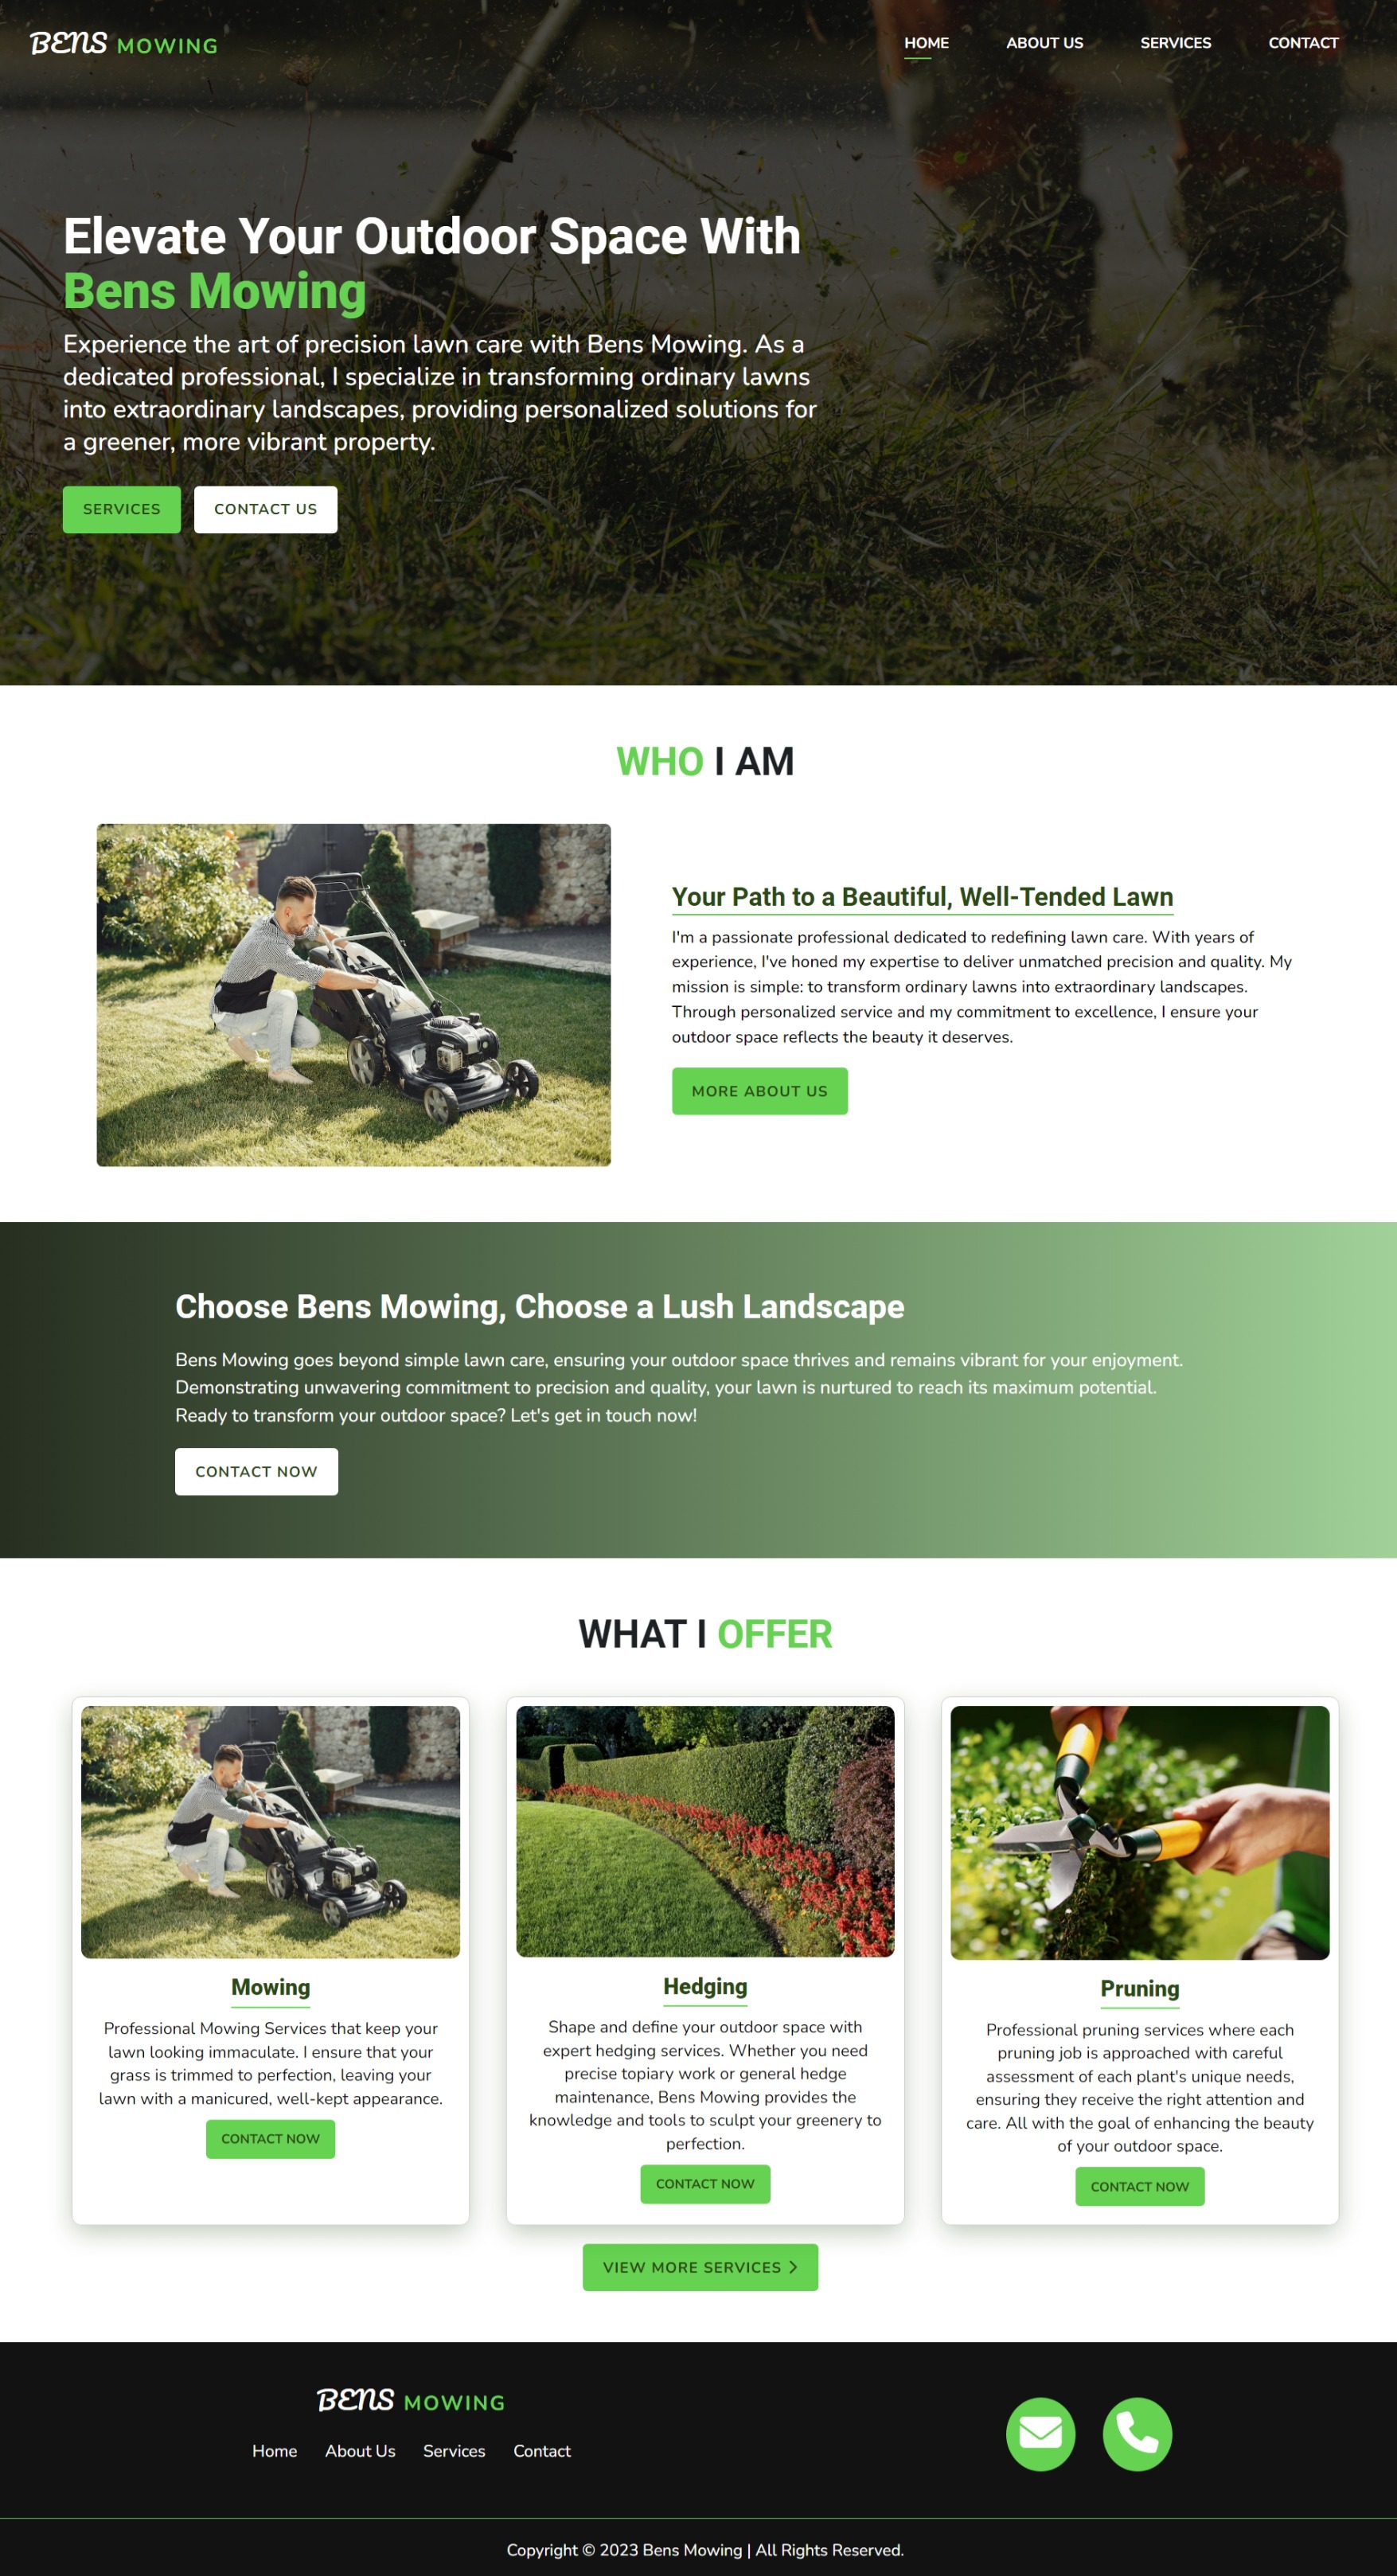 BENS MOWING
HOME
ABOUT US
SERVICES
CONTACT
Elevate Your Outdoor Space With
Bens Mowing
Experience the art of precision lawn care with Bens Mowing. As a
dedicated professional, I specialize in transforming ordinary lawns
into extraordinary landscapes, providing personalized solutions for
a greener, more vibrant property.
SERVICES
CONTACT US
WHO I AM
Your Path to a Beautiful, Well-Tended Lawn
I'm a passionate professional dedicated to redefining lawn care. With years of
experience, I've honed my expertise to deliver unmatched precision and quality. My
mission is simple: to transform ordinary lawns into extraordinary landscapes.
Through personalized service and my commitment to excellence, I ensure your
outdoor space reflects the beauty it deserves.
MORE ABOUT US
Choose Bens Mowing, Choose a Lush Landscape
Bens Mowing goes beyond simple lawn care, ensuring your outdoor space thrives and remains vibrant for your enjoyment.
Demonstrating unwavering commitment to precision and quality, your lawn is nurtured to reach its maximum potential.
Ready to transform your outdoor space? Let's get in touch now!
CONTACT NOW
WHAT I OFFER
Mowing
Professional Mowing Services that keep your
lawn looking immaculate. I ensure that your
grass is trimmed to perfection, leaving your
lawn with a manicured, well-kept appearance.
CONTACT NOW
Hedging
Shape and define your outdoor space with
expert hedging services. Whether you need
precise topiary work or general hedge
maintenance, Bens Mowing provides the
knowledge and tools to sculpt your greenery to
perfection.
CONTACT NOW
Pruning
Professional pruning services where each
pruning job is approached with careful
assessment of each plant's unique needs,
ensuring they receive the right attention and
care. All with the goal of enhancing the beauty
of your outdoor space.
CONTACT NOW
VIEW MORE SERVICES
BENS MOWING
Home
About Us
Services
Contact
Copyright © 2023 Bens Mowing | All Rights Reserved.